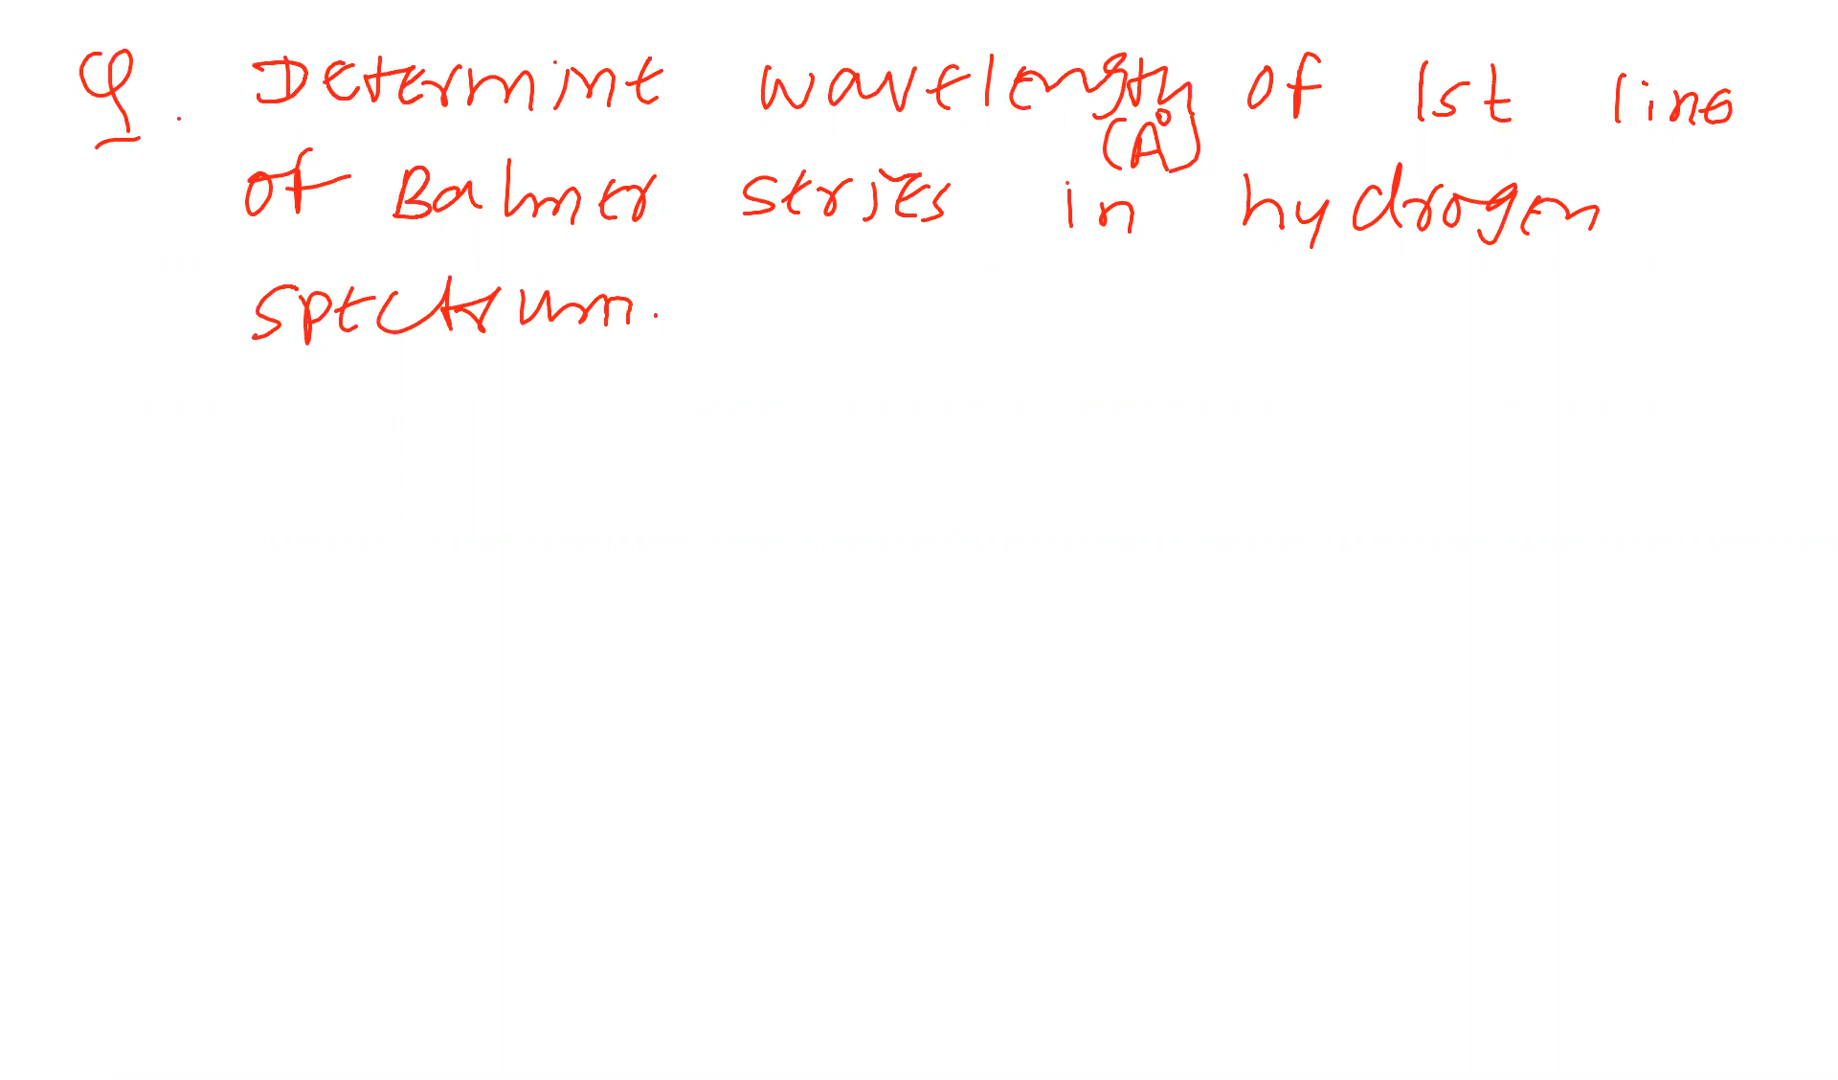 Q. Determine wavelength of 1st line
(A°)
of Balmer series in hydrogen
spectrum.